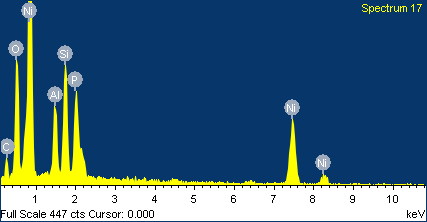 Spectrum 17
Ni
O
Si
P
Al
C
Ni
Ni
1 2 3 4 5 6 7 8 9 10
Full Scale 447 cts Cursor: 0.000 keV